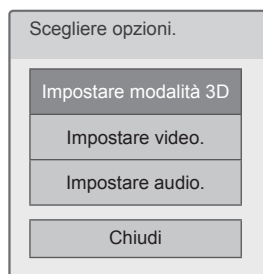 Scegliere opzioni.
Impostare modalità 3D
Impostare video.
Impostare audio.
Chiudi